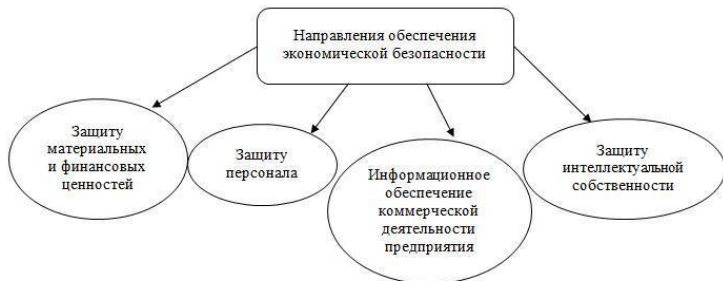 Направления обеспечения
экономической безопасности
Защиту
материальных
и финансовых
ценностей
Защиту
персонала
Информационное
обеспечение
коммерческой
деятельности
предприятия
Защиту
интеллектуальной
собственности